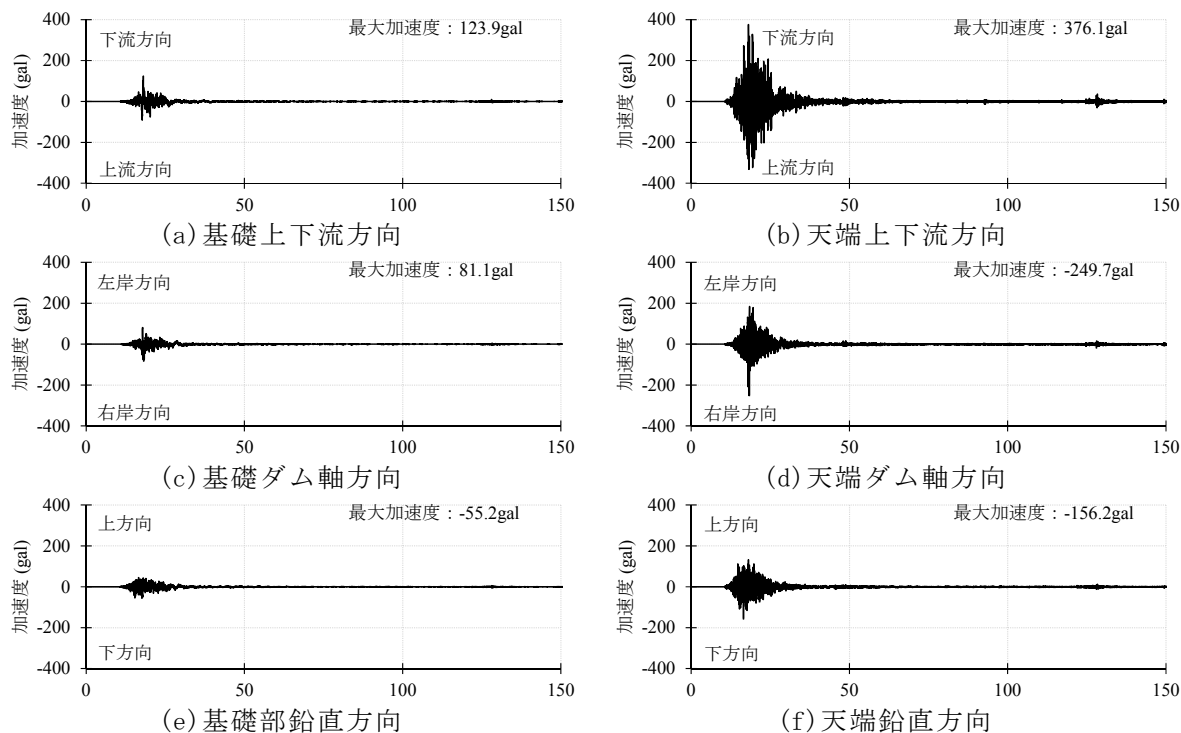 400
200
0
-200
-400
加速度 (gal)
下流方向
上流方向
最大加速度：123.9gal
0 50 100 150
(a)基礎上下流方向
400
200
0
-200
-400
加速度 (gal)
下流方向
上流方向
最大加速度：376.1gal
0 50 100 150
(b)天端上下流方向
400
200
0
-200
-400
加速度 (gal)
左岸方向
右岸方向
最大加速度：81.1gal
0 50 100 150
(c)基礎ダム軸方向
400
200
0
-200
-400
加速度 (gal)
左岸方向
右岸方向
最大加速度：-249.7gal
0 50 100 150
(d)天端ダム軸方向
400
200
0
-200
-400
加速度 (gal)
上方向
下方向
最大加速度：-55.2gal
0 50 100 150
(e)基礎部鉛直方向
400
200
0
-200
-400
加速度 (gal)
上方向
下方向
最大加速度：-156.2gal
0 50 100 150
(f)天端鉛直方向